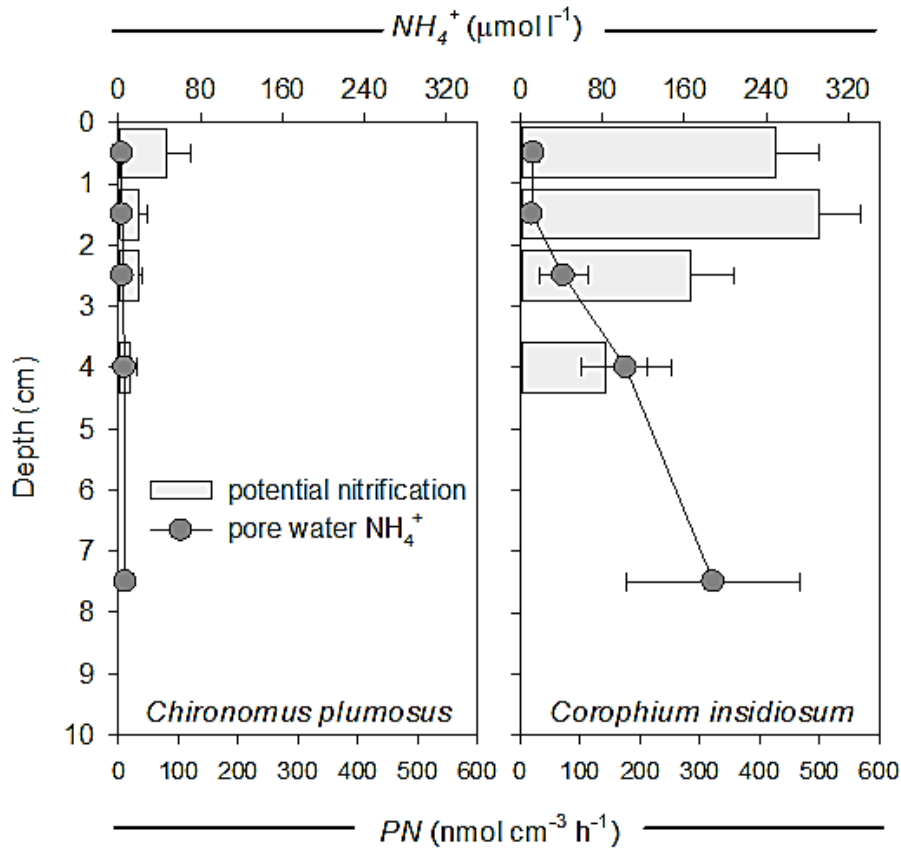 NH₄⁺ (μmol l⁻¹)
0 80 160 240 320 0 80 160 240 320
0
1
2
3
4
5
6
7
8
9
10
Depth (cm)
potential nitrification
pore water NH₄⁺
Chironomus plumosus Corophium insidiosum
0 100 200 300 400 500 600 0 100 200 300 400 500 600
PN (nmol cm⁻³ h⁻¹)